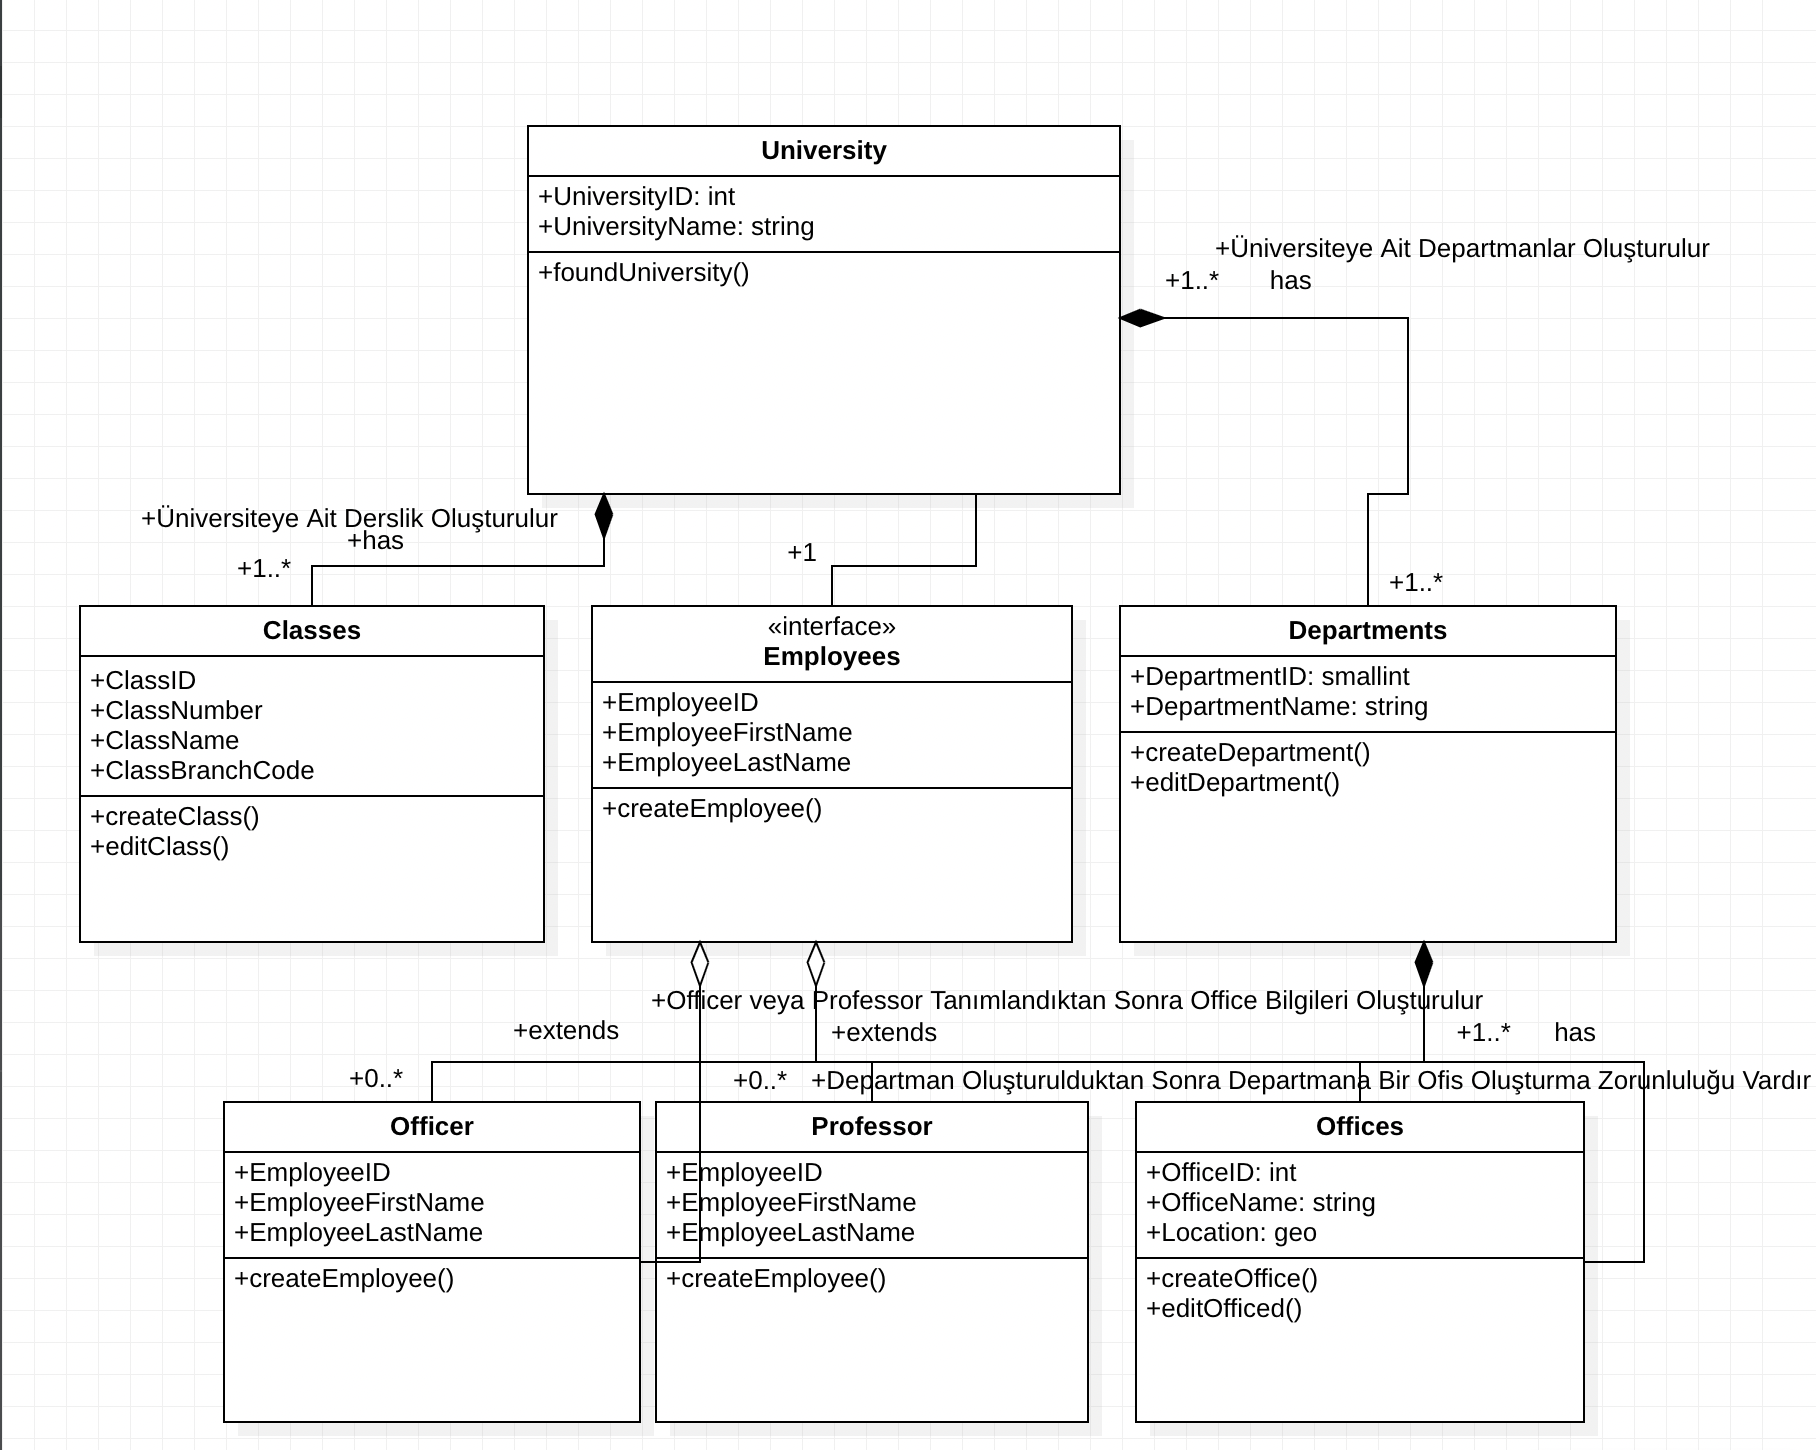 University
+UniversityID: int
+UniversityName: string
+foundUniversity()
+Üniversiteye Ait Departmanlar Oluşturulur
+1..* has
+Üniversiteye Ait Derslik Oluşturulur
+has
+1..*
+1
+1..*
Classes
+ClassID
+ClassNumber
+ClassName
+ClassBranchCode
+createClass()
+editClass()
«interface»
Employees
+EmployeeID
+EmployeeFirstName
+EmployeeLastName
+createEmployee()
Departments
+DepartmentID: smallint
+DepartmentName: string
+createDepartment()
+editDepartment()
+Officer veya Professor Tanımlandıktan Sonra Office Bilgileri Oluşturulur
+extends
+extends
+1..* has
+0..*
+0..*
+Departman Oluşturulduktan Sonra Departmana Bir Ofis Oluşturma Zorunluluğu Vardır
Officer
+EmployeeID
+EmployeeFirstName
+EmployeeLastName
+createEmployee()
Professor
+EmployeeID
+EmployeeFirstName
+EmployeeLastName
+createEmployee()
Offices
+OfficeID: int
+OfficeName: string
+Location: geo
+createOffice()
+editOfficed()